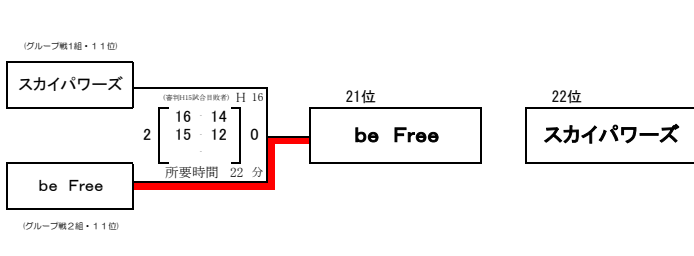 (グループ戦1組・11位)
スカイパワーズ
(審判H15試合目敗者) H 16
21位
22位
16 - 14
2 15 - 12 0
-
be Free
スカイパワーズ
所要時間 22 分
be Free
(グループ戦2組・11位)